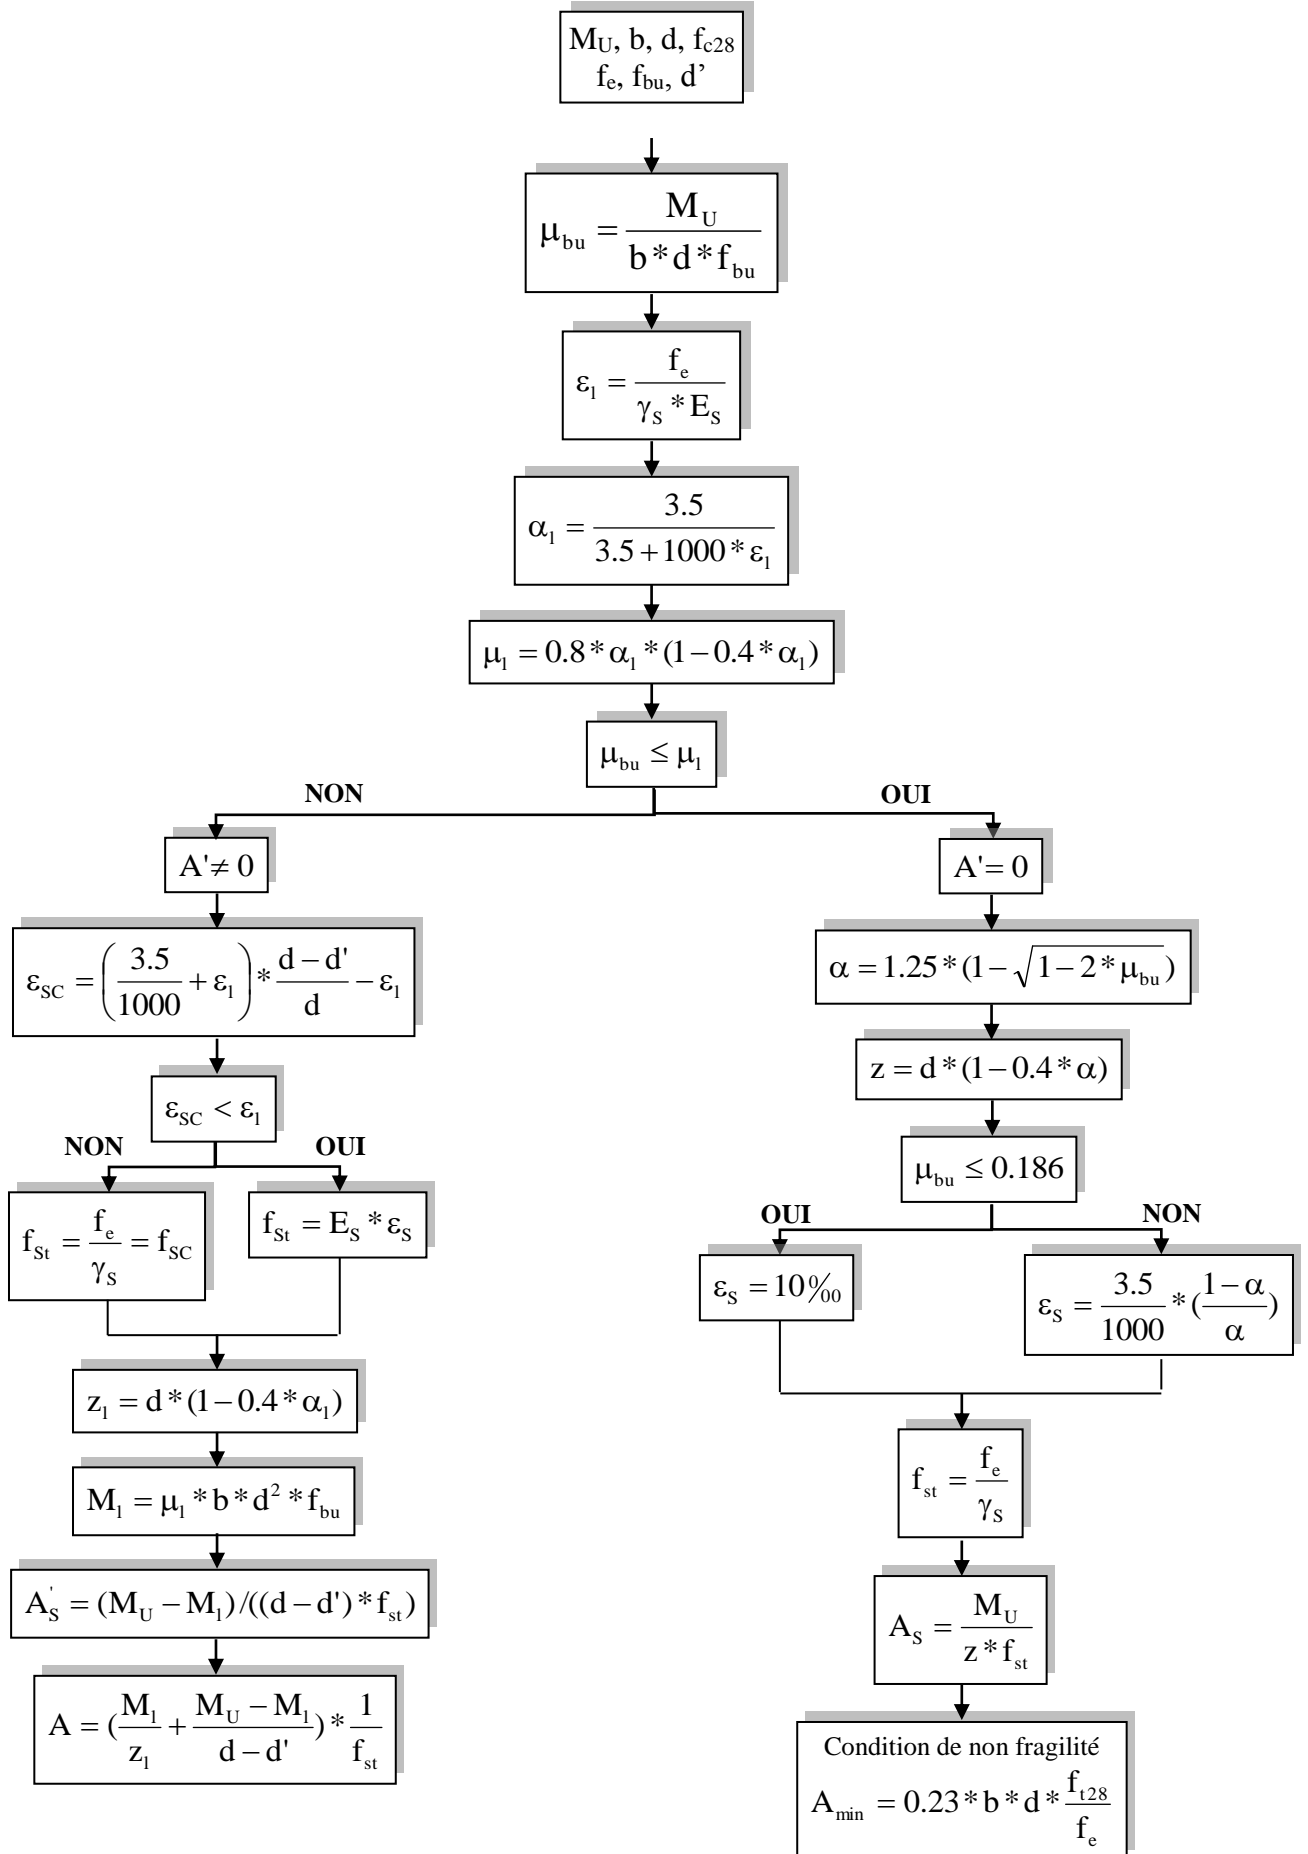 M_U, b, d, f_c28
f_e, f_bu, d’
μ_bu = M_U / (b * d * f_bu)
ε_l = f_e / (γ_S * E_S)
α_l = 3.5 / (3.5 + 1000 * ε_l)
μ_l = 0.8 * α_l * (1 − 0.4 * α_l)
μ_bu ≤ μ_l
NON
OUI
A' ≠ 0
ε_SC = (3.5 / 1000 + ε_l) * (d − d') / d − ε_l
ε_SC < ε_l
NON
OUI
f_St = f_e / γ_S = f_SC
f_St = E_S * ε_S
z_l = d * (1 − 0.4 * α_l)
M_l = μ_l * b * d² * f_bu
A_S' = (M_U − M_l) / ((d − d') * f_st)
A = (M_l / z_l + (M_U − M_l) / (d − d')) * 1 / f_st
A' = 0
α = 1.25 * (1 − √(1 − 2 * μ_bu))
z = d * (1 − 0.4 * α)
μ_bu ≤ 0.186
OUI
NON
ε_S = 10‰
ε_S = 3.5 / 1000 * ((1 − α) / α)
f_st = f_e / γ_S
A_S = M_U / (z * f_st)
Condition de non fragilité
A_min = 0.23 * b * d * f_t28 / f_e